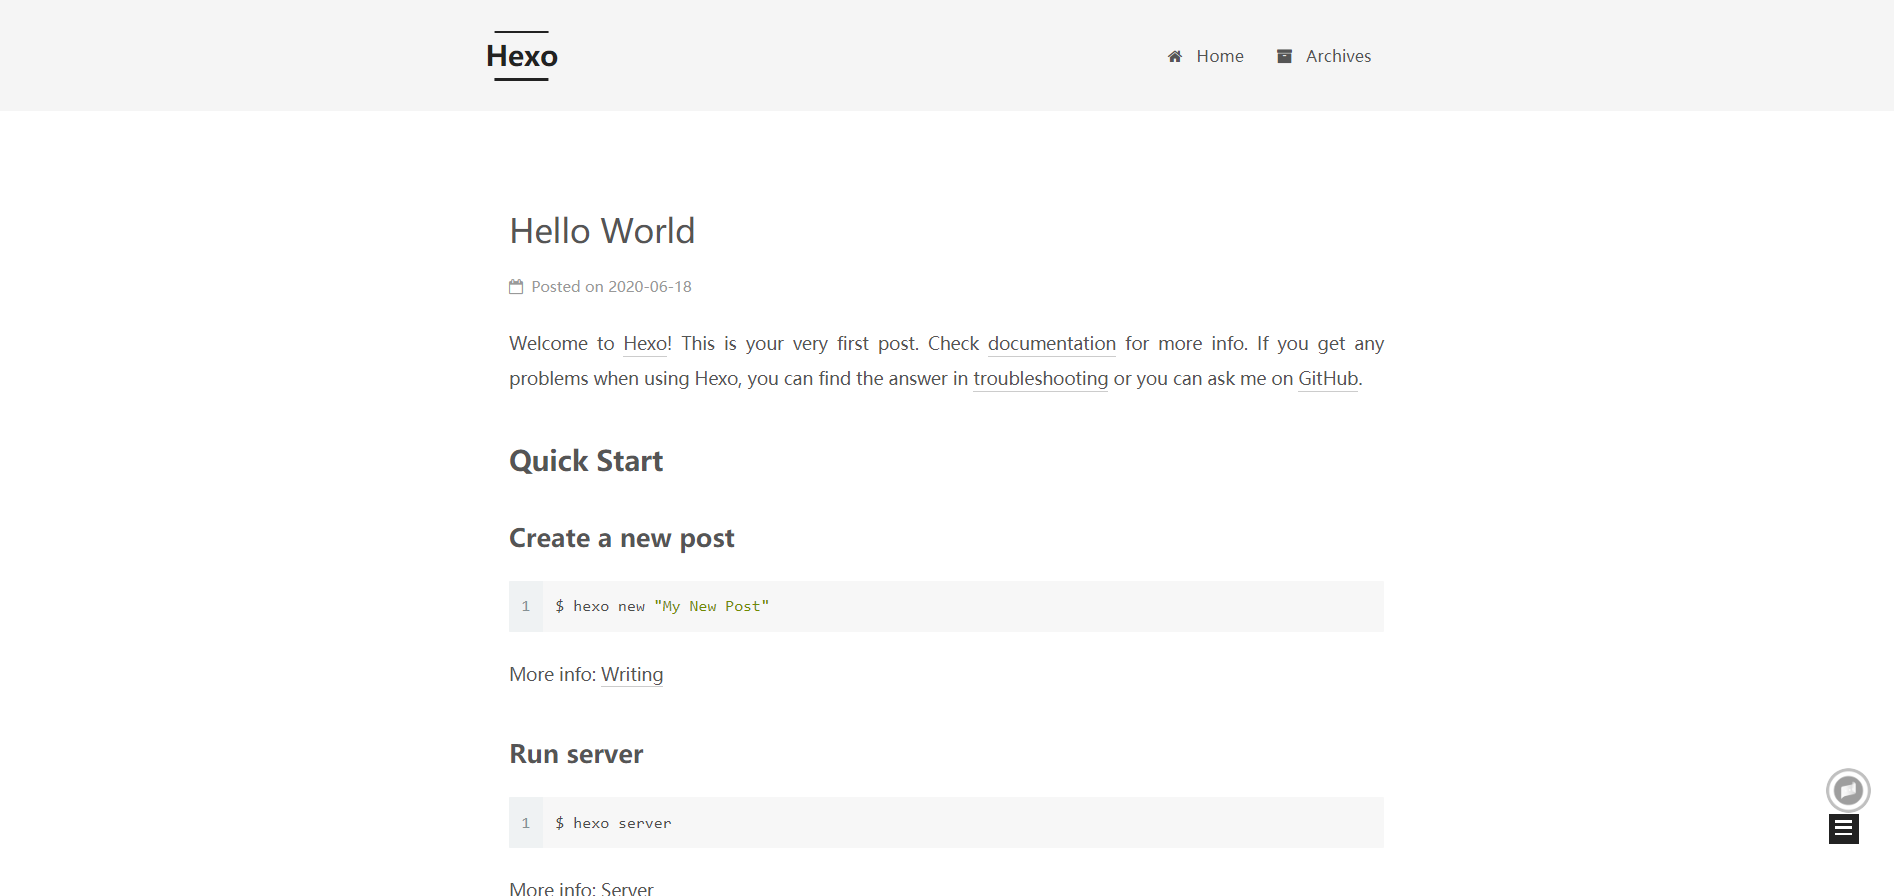 Hexo
Home
Archives
Hello World
Posted on 2020-06-18
Welcome to Hexo! This is your very first post. Check documentation for more info. If you get any
problems when using Hexo, you can find the answer in troubleshooting or you can ask me on GitHub.
Quick Start
Create a new post
1 $ hexo new "My New Post"
More info: Writing
Run server
1 $ hexo server
More info: Server